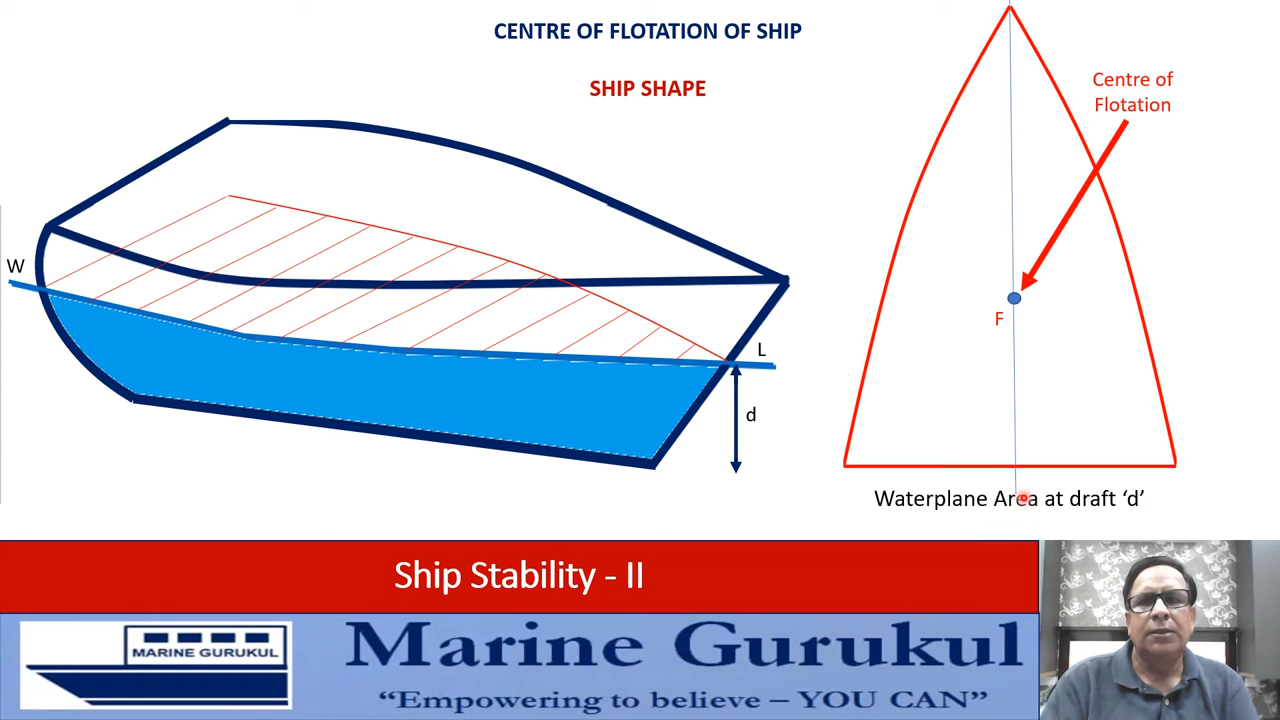 CENTRE OF FLOTATION OF SHIP
SHIP SHAPE
Centre of
Flotation
W
L
d
F
Waterplane Area at draft ‘d’
Ship Stability - II
MARINE GURUKUL
Marine Gurukul
“Empowering to believe – YOU CAN”